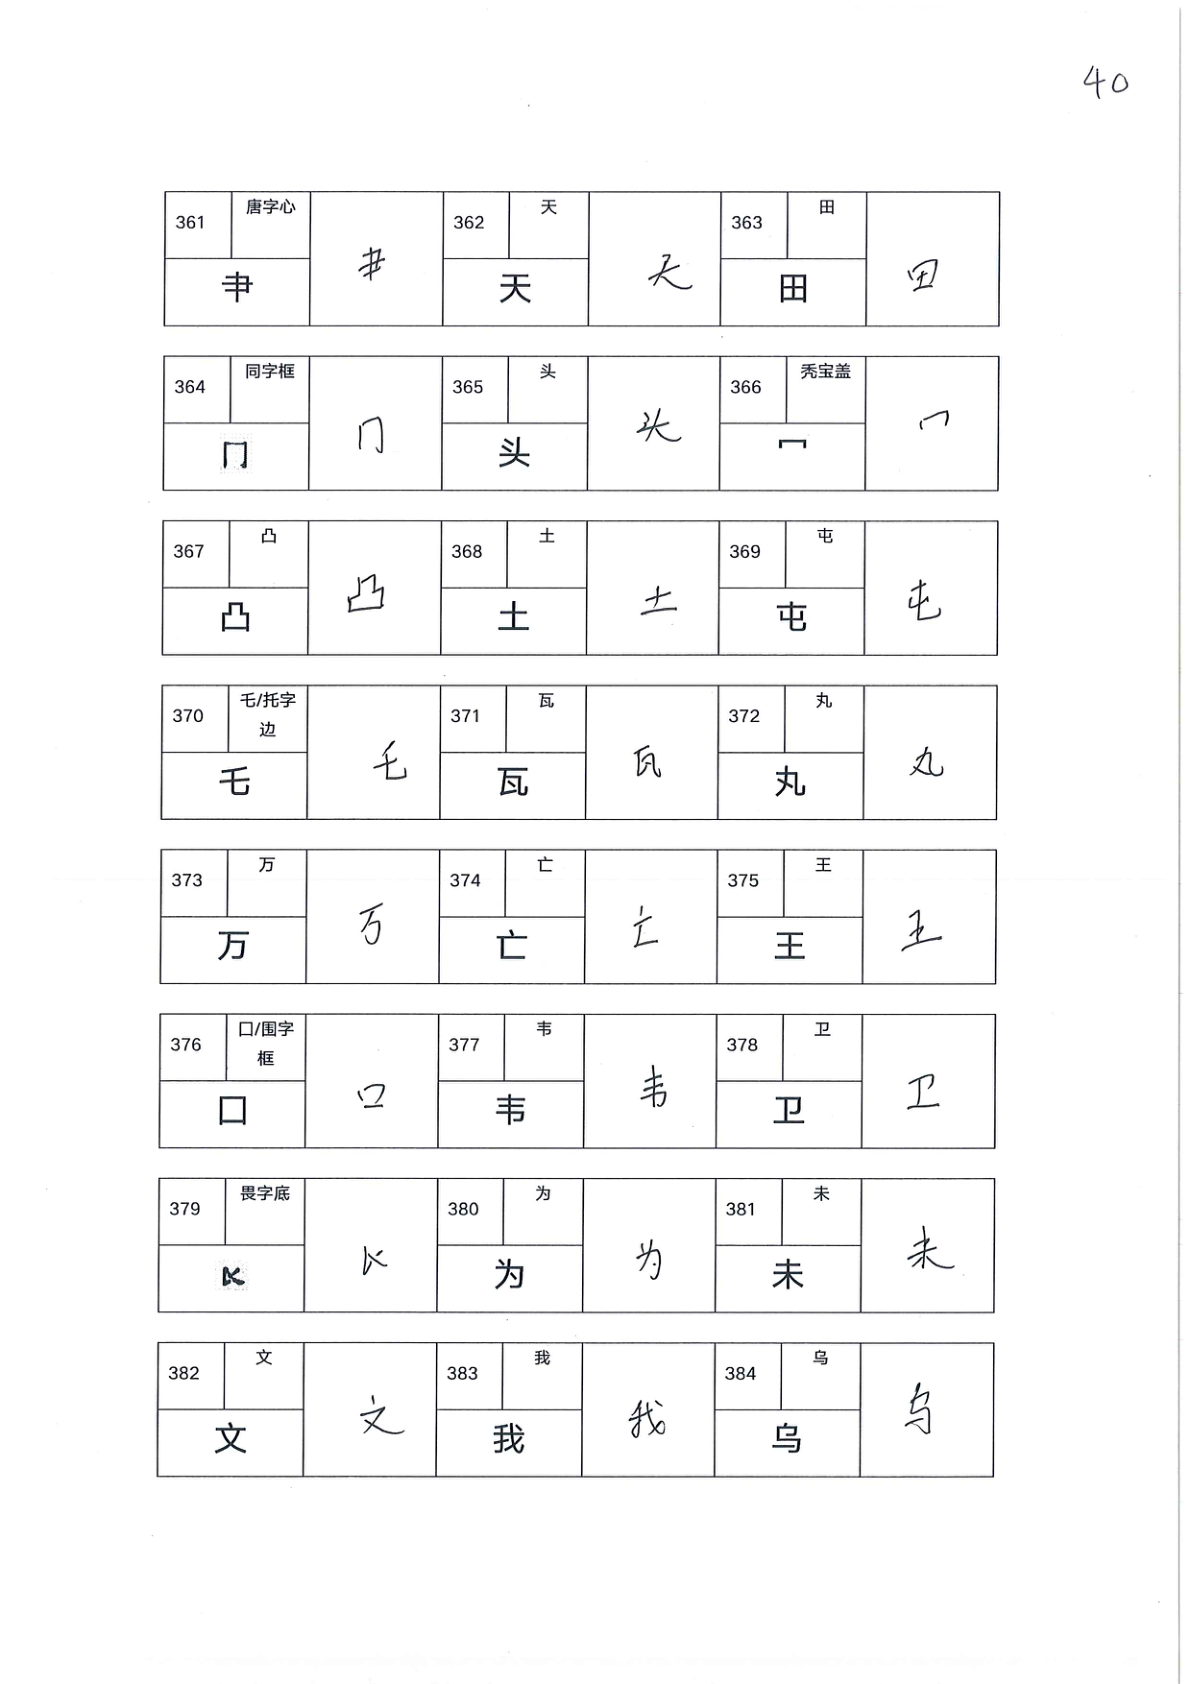 40
361 唐字心 362 天 363 田
肀 天 田
天 田
364 同字框 365 头 366 秃宝盖
冂 头 冖
冂 头 冖
367 凸 368 土 369 屯
凸 土 屯
凸 土 屯
370 乇/托字边 371 瓦 372 丸
乇 瓦 丸
乇 瓦 丸
373 万 374 亡 375 王
万 亡 王
万 亡 王
376 囗/围字框 377 韦 378 卫
囗 韦 卫
囗 韦 卫
379 畏字底 380 为 381 未
为 未
为 未
382 文 383 我 384 乌
文 我 乌
文 我 乌